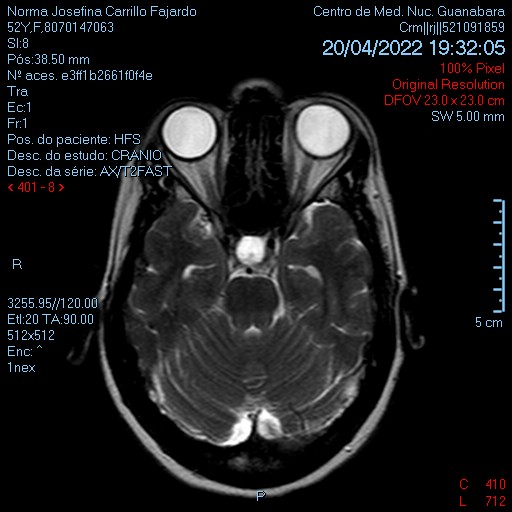 Norma Josefina Carrillo Fajardo
52Y,F,8070147063
Sl:8
Pós:38.50 mm
Nº aces. e3ff1b2661f0f4e
Tra
Ec:1
Fr:1
Pos. do paciente: HFS
Desc. do estudo: CRANIO
Desc. da série: AX/T2FAST
< 401 - 8 >
Centro de Med. Nuc. Guanabara
Crm||rj||521091859
20/04/2022 19:32:05
100% Pixel
Original Resolution
DFOV 23.0 x 23.0 cm
SW 5.00 mm
R
5 cm
3255.95//120.00
Etl:20 TA:90.00
512x512
Enc: ^
1nex
P
C 410
L 712